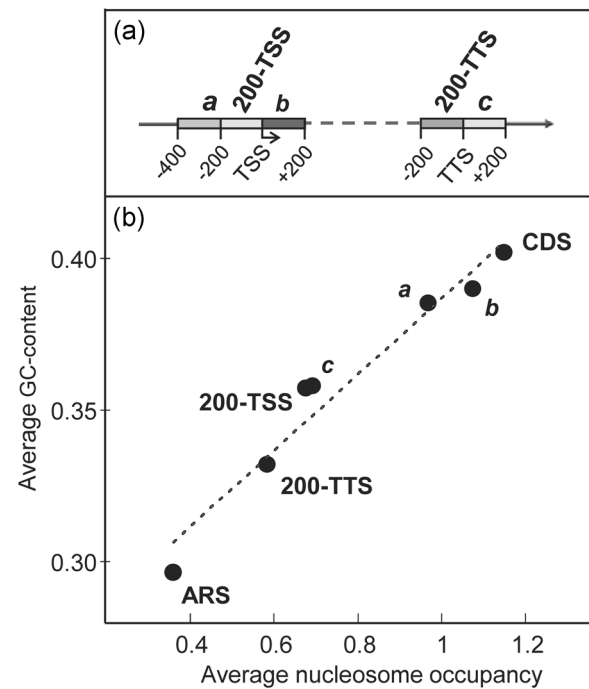 (a)
a 200-TSS b 200-TTS c
-400 -200 TSS +200 -200 TTS +200
(b)
CDS
0.40
a
b
c
200-TSS
0.35
200-TTS
0.30
ARS
0.4 0.6 0.8 1 1.2
Average nucleosome occupancy
Average GC-content